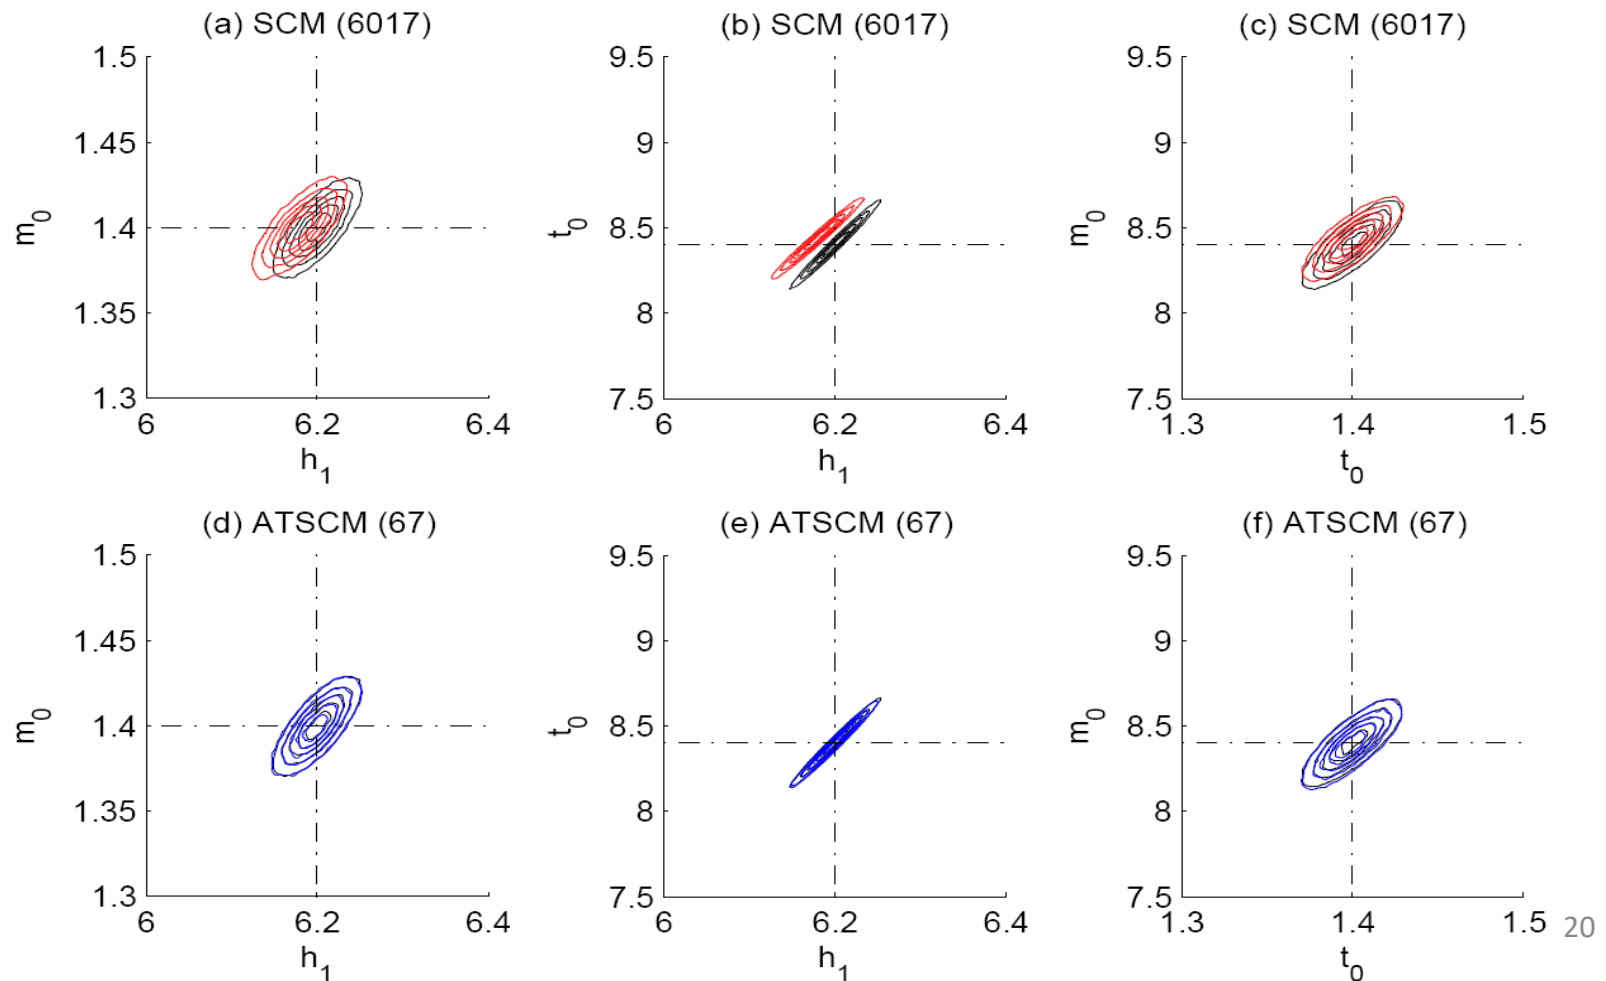 (a) SCM (6017) (b) SCM (6017) (c) SCM (6017)
1.5 9.5 9.5
1.45 9 9
m0 1.4 t0 8.5 m0 8.5
1.35 8 8
1.3 7.5 7.5
6 6.2 6.4 6 6.2 6.4 1.3 1.4 1.5
h1 h1 t0
(d) ATSCM (67) (e) ATSCM (67) (f) ATSCM (67)
1.5 9.5 9.5
1.45 9 9
m0 1.4 t0 8.5 m0 8.5
1.35 8 8
1.3 7.5 7.5
6 6.2 6.4 6 6.2 6.4 1.3 1.4 1.5 20
h1 h1 t0